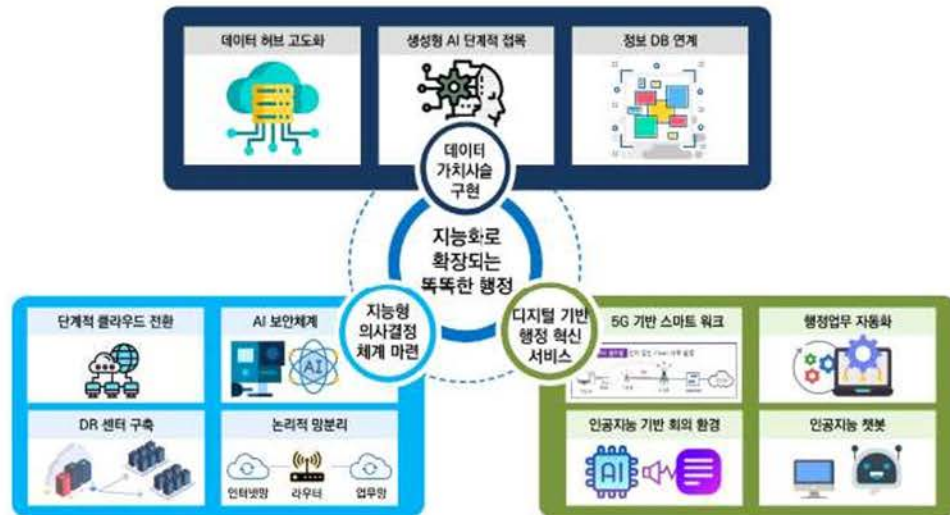 데이터 허브 고도화
생성형 AI 단계적 접목
정보 DB 연계
데이터
가치사슬
구현
지능화로
확장되는
똑똑한 행정
지능형
의사결정
체계 마련
디지털 기반
행정 혁신
서비스
단계적 클라우드 전환
AI 보안체계
AI
DR 센터 구축
논리적 망분리
인터넷망
라우터
업무망
5G 기반 스마트 워크
행정업무 자동화
인공지능 기반 회의 환경
AI
인공지능 챗봇